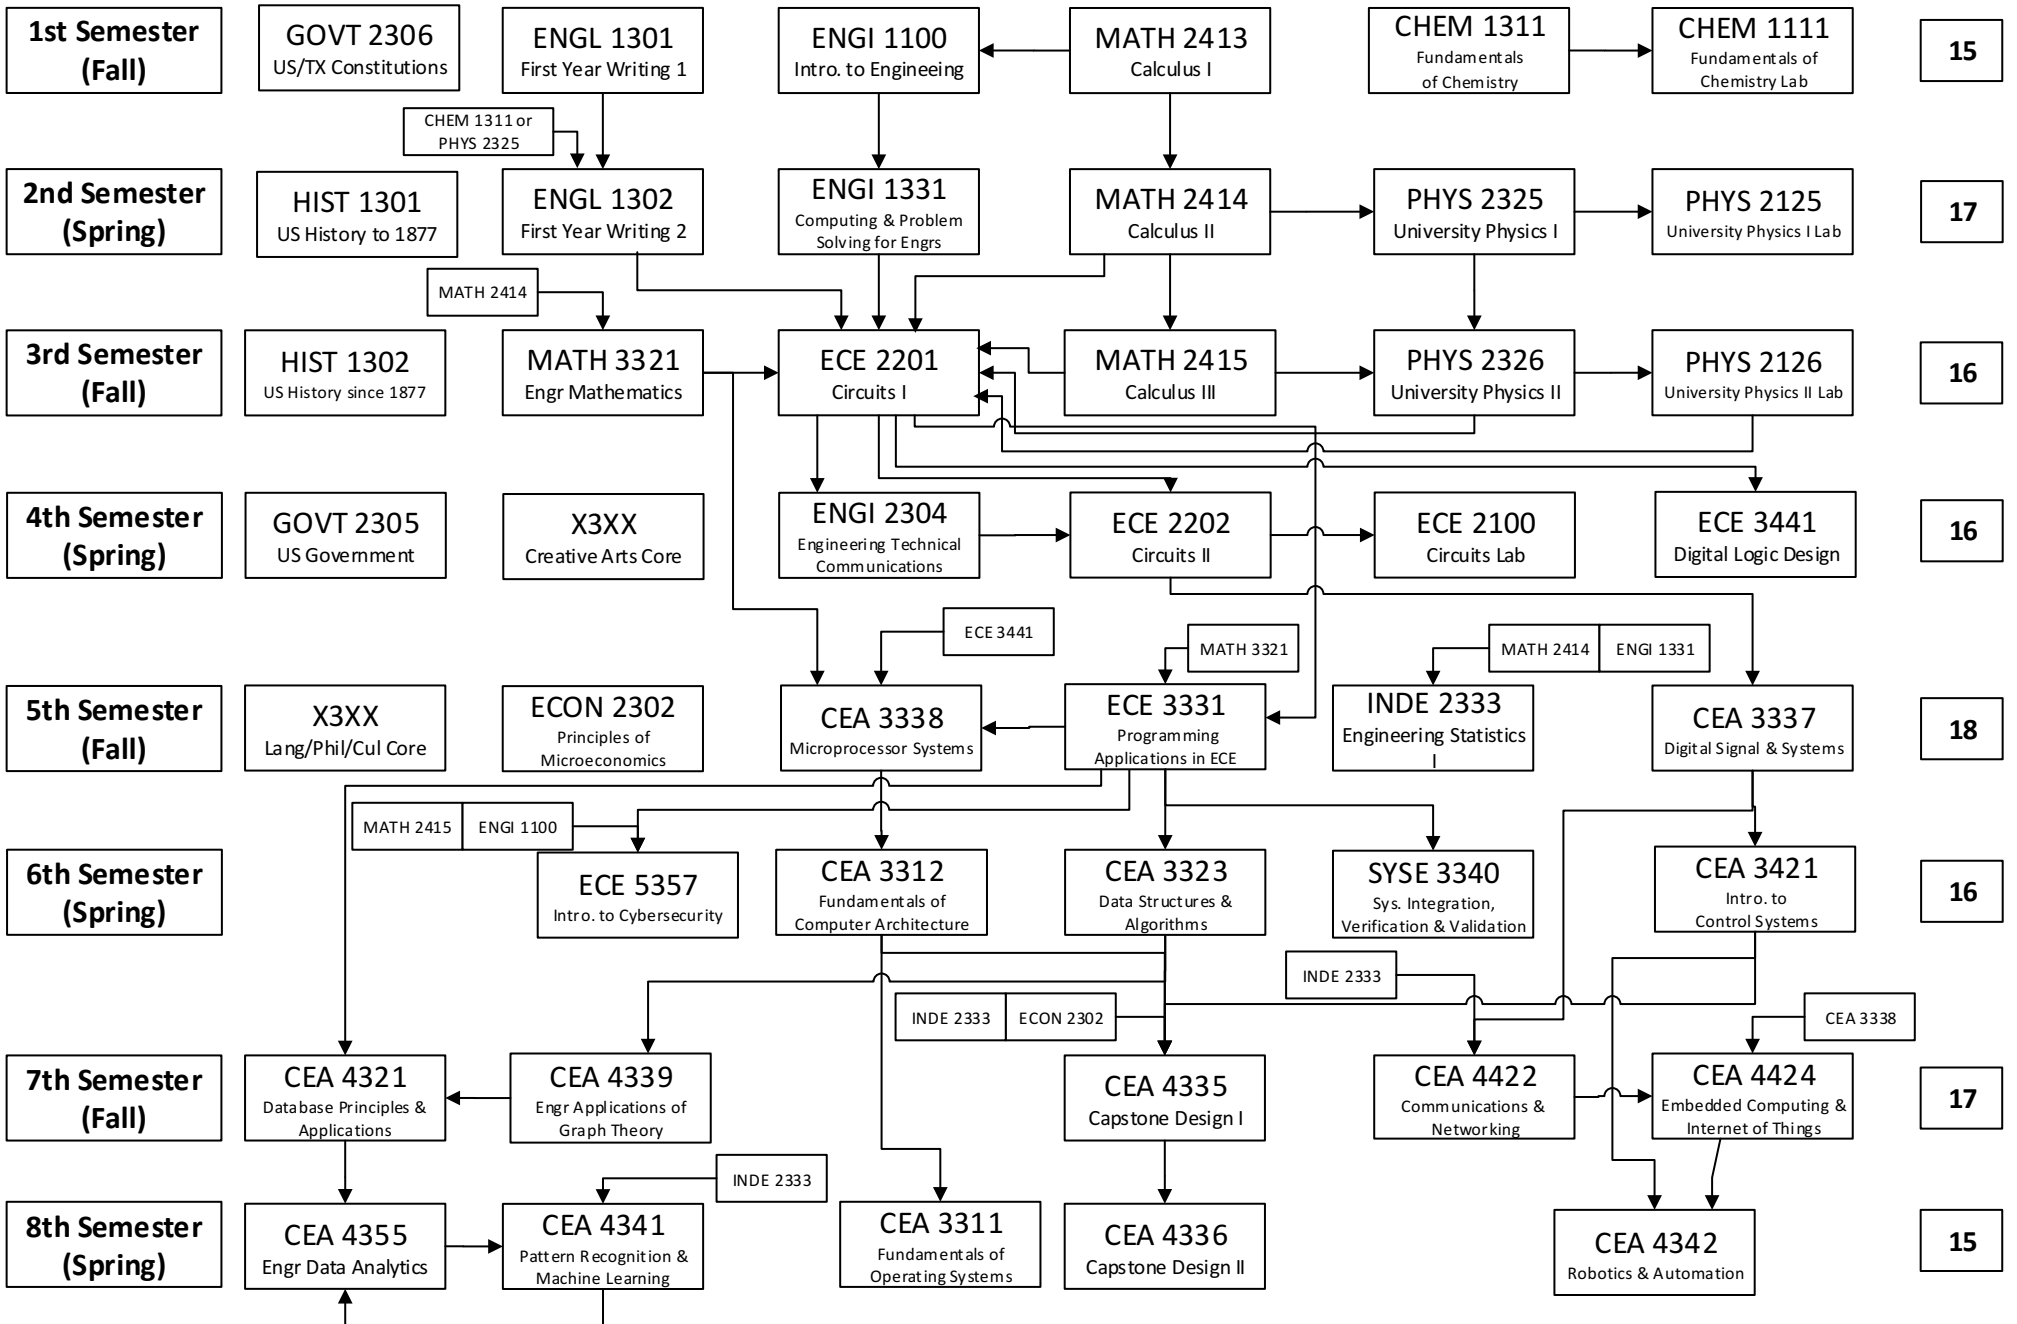 1st Semester
(Fall)
GOVT 2306
US/TX Constitutions
ENGL 1301
First Year Writing 1
ENGI 1100
Intro. to Engineeing
MATH 2413
Calculus I
CHEM 1311
Fundamentals
of Chemistry
CHEM 1111
Fundamentals of
Chemistry Lab
15
CHEM 1311 or
PHYS 2325
2nd Semester
(Spring)
HIST 1301
US History to 1877
ENGL 1302
First Year Writing 2
ENGI 1331
Computing & Problem
Solving for Engrs
MATH 2414
Calculus II
PHYS 2325
University Physics I
PHYS 2125
University Physics I Lab
17
MATH 2414
3rd Semester
(Fall)
HIST 1302
US History since 1877
MATH 3321
Engr Mathematics
ECE 2201
Circuits I
MATH 2415
Calculus III
PHYS 2326
University Physics II
PHYS 2126
University Physics II Lab
16
4th Semester
(Spring)
GOVT 2305
US Government
X3XX
Creative Arts Core
ENGI 2304
Engineering Technical
Communications
ECE 2202
Circuits II
ECE 2100
Circuits Lab
ECE 3441
Digital Logic Design
16
ECE 3441
MATH 3321
MATH 2414
ENGI 1331
5th Semester
(Fall)
X3XX
Lang/Phil/Cul Core
ECON 2302
Principles of
Microeconomics
CEA 3338
Microprocessor Systems
ECE 3331
Programming
Applications in ECE
INDE 2333
Engineering Statistics
I
CEA 3337
Digital Signal & Systems
18
MATH 2415
ENGI 1100
6th Semester
(Spring)
ECE 5357
Intro. to Cybersecurity
CEA 3312
Fundamentals of
Computer Architecture
CEA 3323
Data Structures &
Algorithms
SYSE 3340
Sys. Integration,
Verification & Validation
CEA 3421
Intro. to
Control Systems
16
INDE 2333
INDE 2333
ECON 2302
CEA 3338
7th Semester
(Fall)
CEA 4321
Database Principles &
Applications
CEA 4339
Engr Applications of
Graph Theory
CEA 4335
Capstone Design I
CEA 4422
Communications &
Networking
CEA 4424
Embedded Computing &
Internet of Things
17
INDE 2333
8th Semester
(Spring)
CEA 4355
Engr Data Analytics
CEA 4341
Pattern Recognition &
Machine Learning
CEA 3311
Fundamentals of
Operating Systems
CEA 4336
Capstone Design II
CEA 4342
Robotics & Automation
15